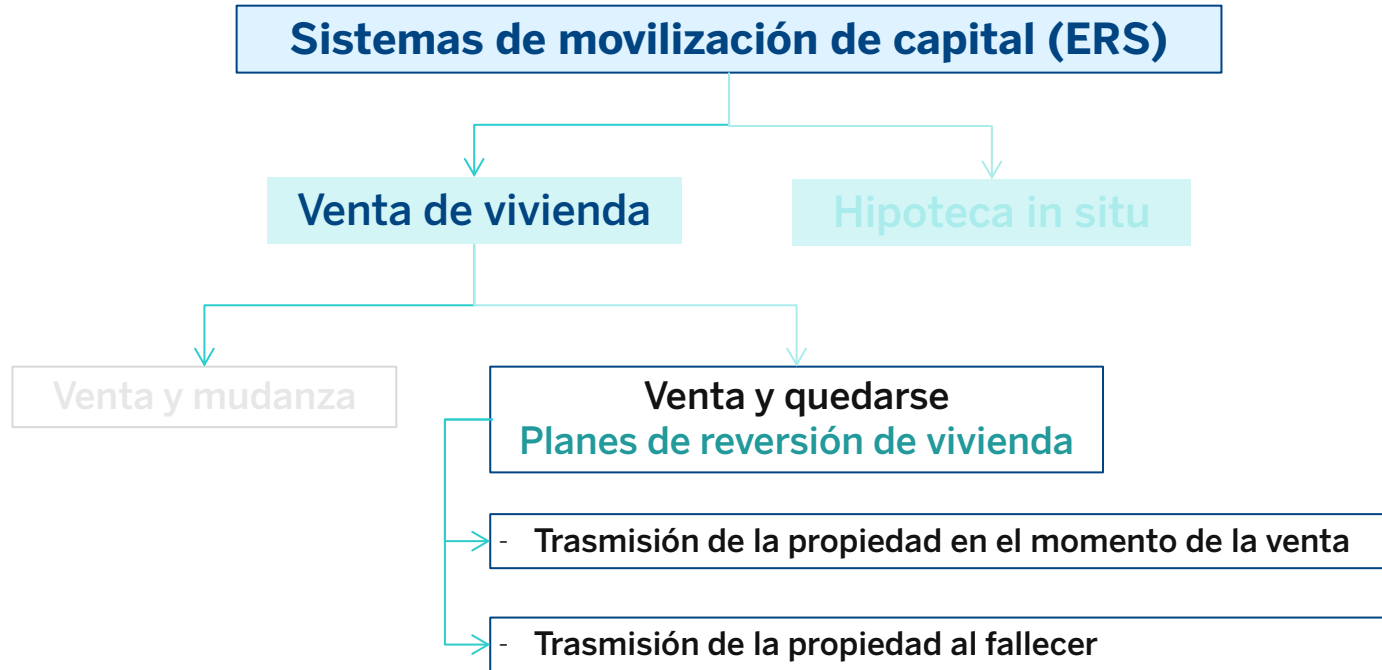 Sistemas de movilización de capital (ERS)
Venta de vivienda
Hipoteca in situ
Venta y mudanza
Venta y quedarse
Planes de reversión de vivienda
- Trasmisión de la propiedad en el momento de la venta
- Trasmisión de la propiedad al fallecer